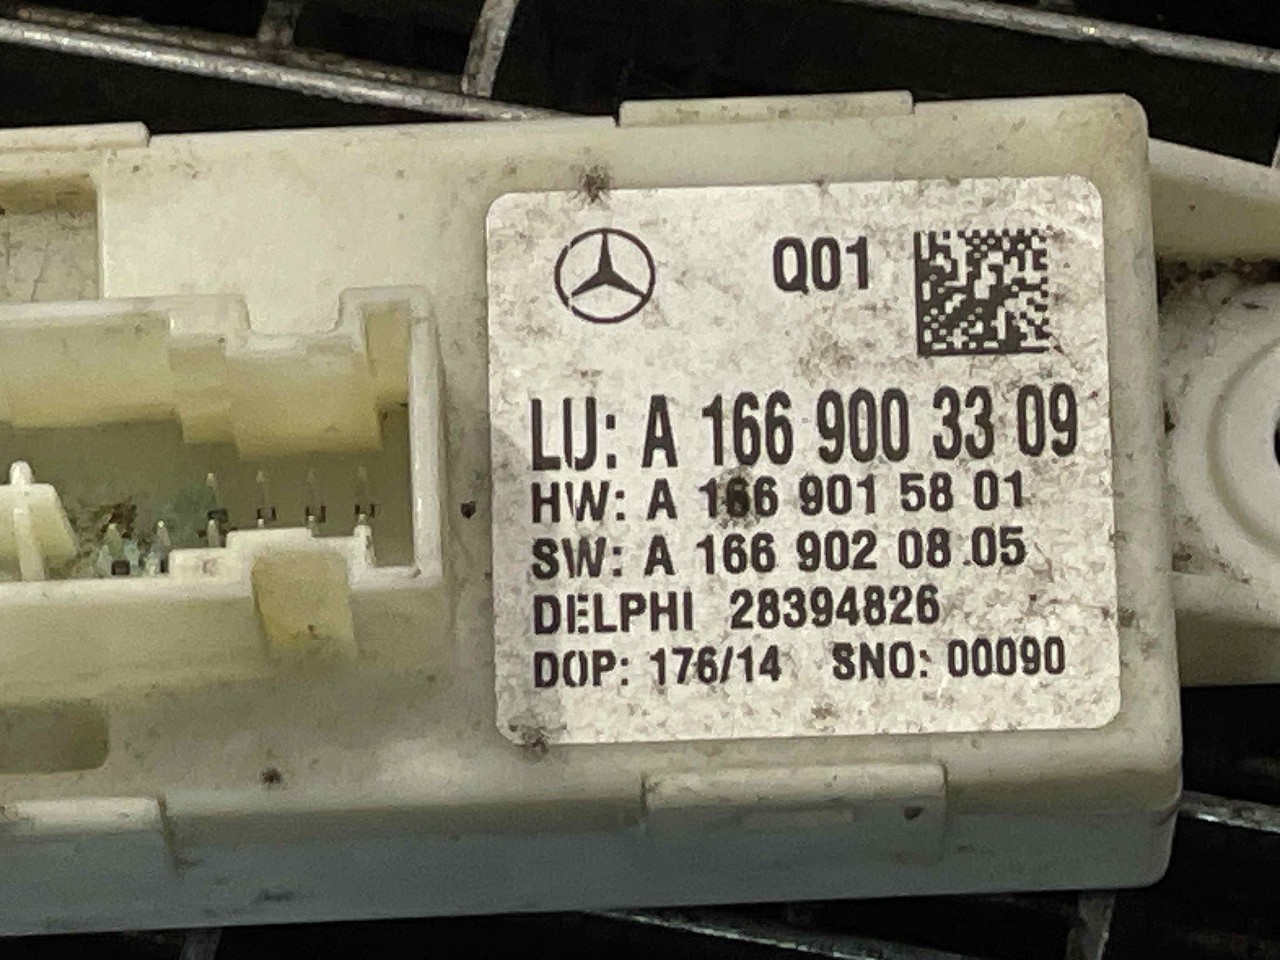 Q01
LU: A 166 900 33 09
HW: A 166 901 58 01
SW: A 166 902 08 05
DELPHI 28394826
DOP: 176/14 SNO: 00090